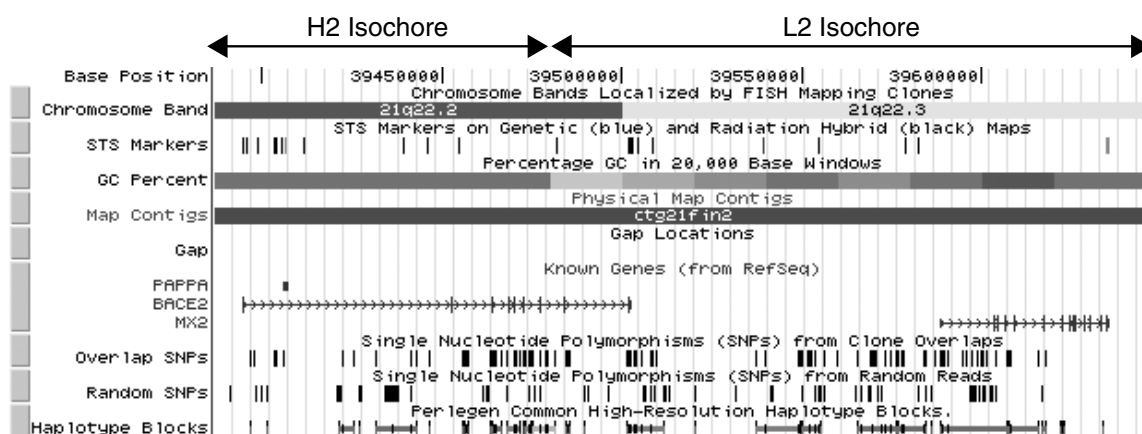 H2 Isochore L2 Isochore
Base Position 39450000 39500000 39550000 39600000
Chromosome Bands Localized by FISH Mapping Clones
Chromosome Band 21q22.2 21q22.3
STS Markers on Genetic (blue) and Radiation Hybrid (black) Maps
STS Markers
Percentage GC in 20,000 Base Windows
GC Percent
Physical Map Contigs
Map Contigs ctg21fin2
Gap Locations
Gap
Known Genes (from RefSeq)
PAPPA
BACE2
MX2
Single Nucleotide Polymorphisms (SNPs) from Clone Overlaps
Overlap SNPs
Single Nucleotide Polymorphisms (SNPs) from Random Reads
Random SNPs
Perlegen Common High-Resolution Haplotype Blocks.
Haplotype Blocks